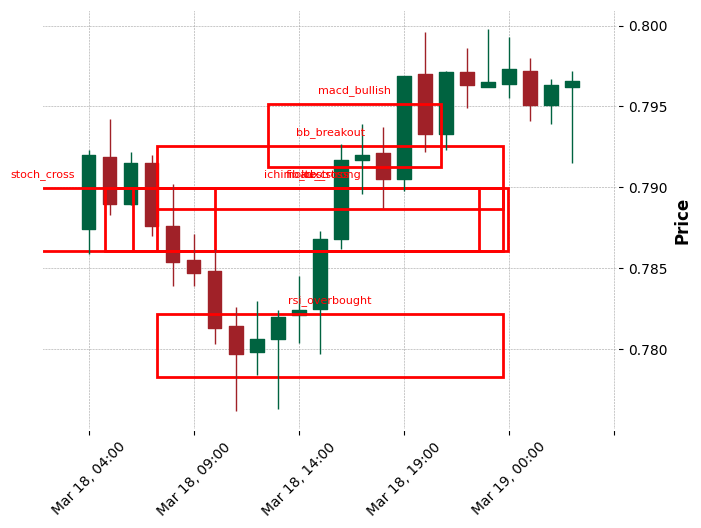 0.800
macd_bullish
0.795
bb_breakout
stoch_cross
0.790
Price
0.785
rsi_overbought
0.780
Mar 18, 04:00
Mar 18, 09:00
Mar 18, 14:00
Mar 18, 19:00
Mar 19, 00:00